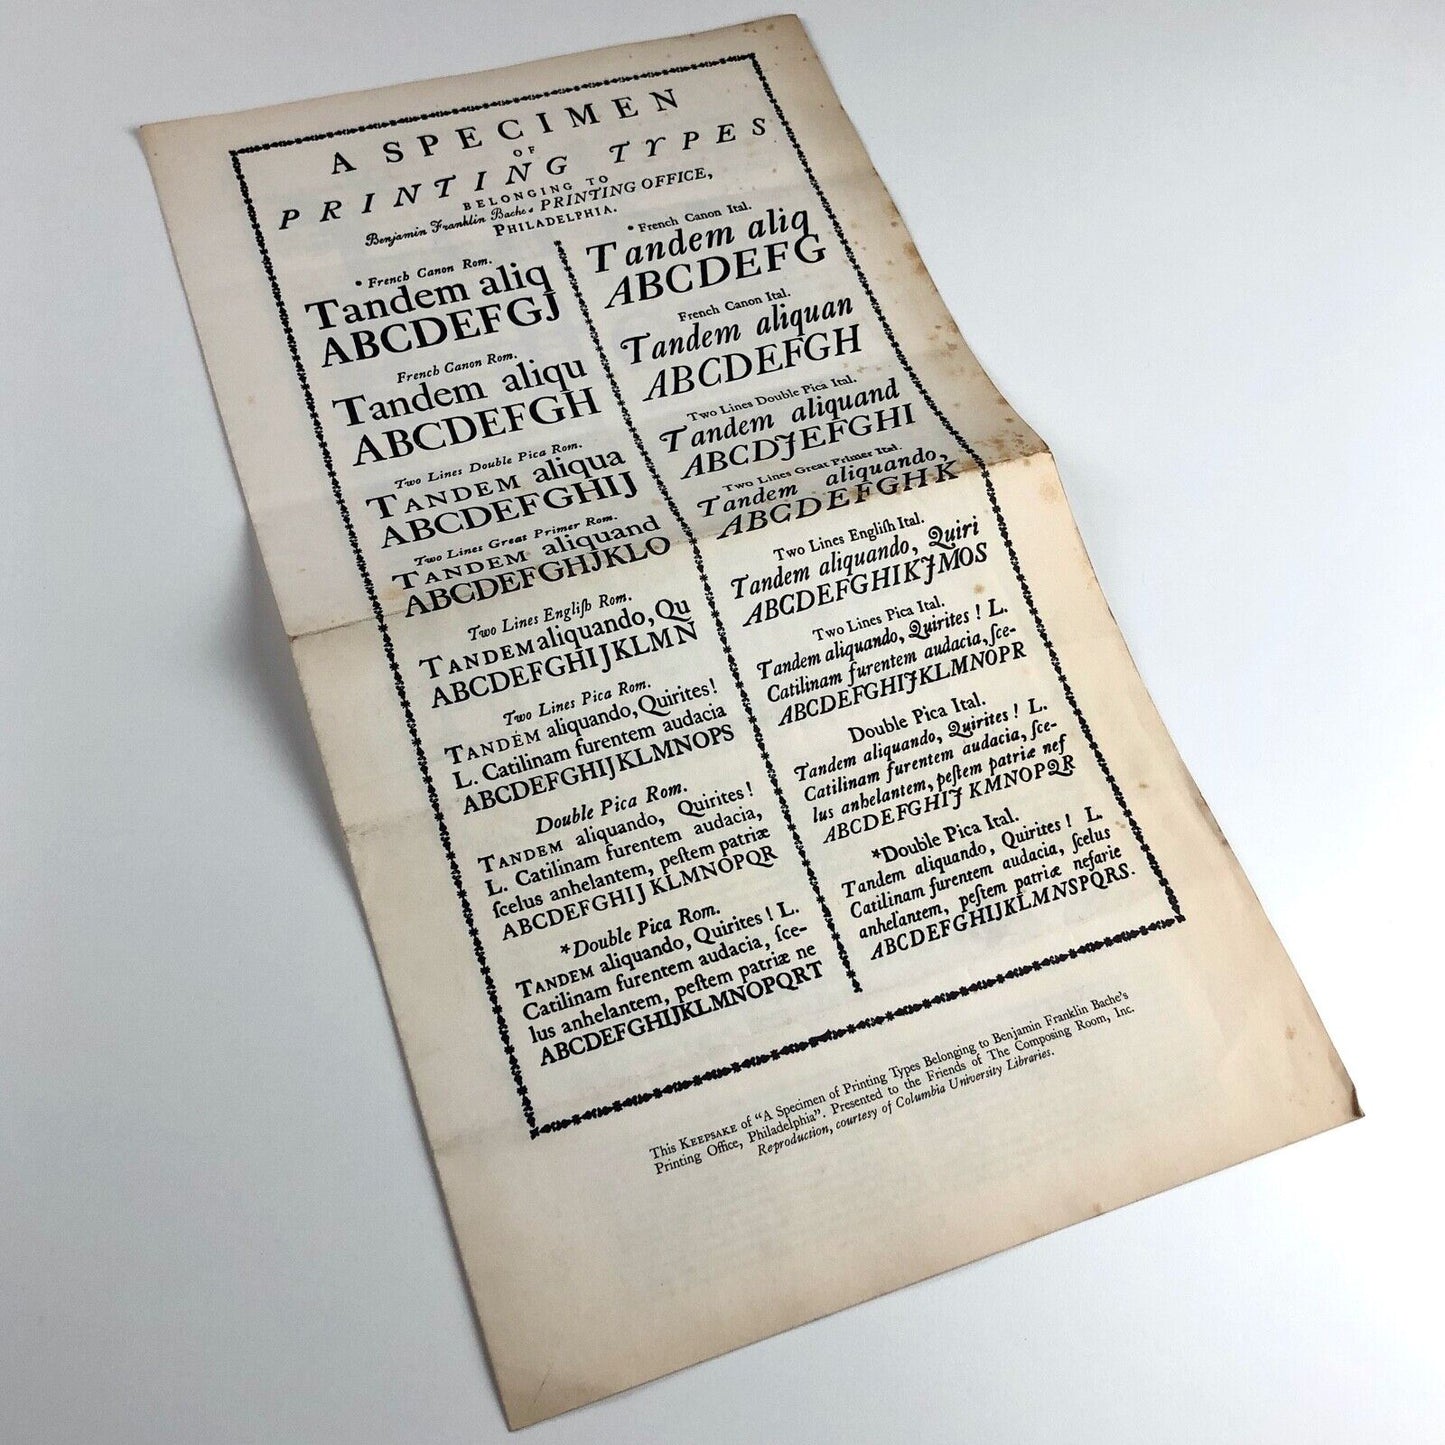 A SPECIMEN
OF
PRINTING TYPES
BELONGING TO
Benjamin Franklin Bache's PRINTING OFFICE,
PHILADELPHIA.
* French Canon Rom.
Tandem aliq
ABCDEFGJ
French Canon Rom.
Tandem aliqu
ABCDEFGH
Two Lines Double Pica Rom.
TANDEM aliqua
ABCDEFGHIJ
Two Lines Great Primer Rom.
TANDEM aliquand
ABCDEFGHJKLO
Two Lines Engliſh Rom.
TANDEM aliquando, Qu
ABCDEFGHIJKLMN
Two Lines Pica Rom.
TANDEM aliquando, Quirites!
L. Catilinam furentem audacia
ABCDEFGHIJKLMNOPS
Double Pica Rom.
TANDEM aliquando, Quirites!
L. Catilinam furentem audacia,
ſcelus anhelantem, peſtem patriæ
ABCDEFGHIJKLMNOPQR
*Double Pica Rom.
TANDEM aliquando, Quirites! L.
Catilinam furentem audacia, ſce-
lus anhelantem, peſtem patriæ ne
ABCDEFGHIJKLMNOPQRT
* French Canon Ital.
Tandem aliq
ABCDEFG
French Canon Ital.
Tandem aliquan
ABCDEFGH
Two Lines Double Pica Ital.
Tandem aliquand
ABCDJEFGHI
Two Lines Great Primer Ital.
Tandem aliquando,
ABCDEFGHK
Two Lines Engliſh Ital.
Tandem aliquando, Quiri
ABCDEFGHIKJMOS
Two Lines Pica Ital.
Tandem aliquando, Quirites! L.
Catilinam furentem audacia, ſce-
ABCDEFGHIJKLMNOPR
Double Pica Ital.
Tandem aliquando, Quirites! L.
Catilinam furentem audacia, ſce-
lus anhelantem, peſtem patriæ nef
ABCDEFGHIJ KMNOPQR
*Double Pica Ital.
Tandem aliquando, Quirites! L.
Catilinam furentem audacia, ſcelus
anhelantem, peſtem patriæ nefarie
ABCDEFGHIJKLMNSPQRS.
This KEEPSAKE of "A Specimen of Printing Types Belonging to Benjamin Franklin Bache's
Printing Office, Philadelphia". Presented to the Friends of The Composing Room, Inc.
Reproduction, courtesy of Columbia University Libraries.